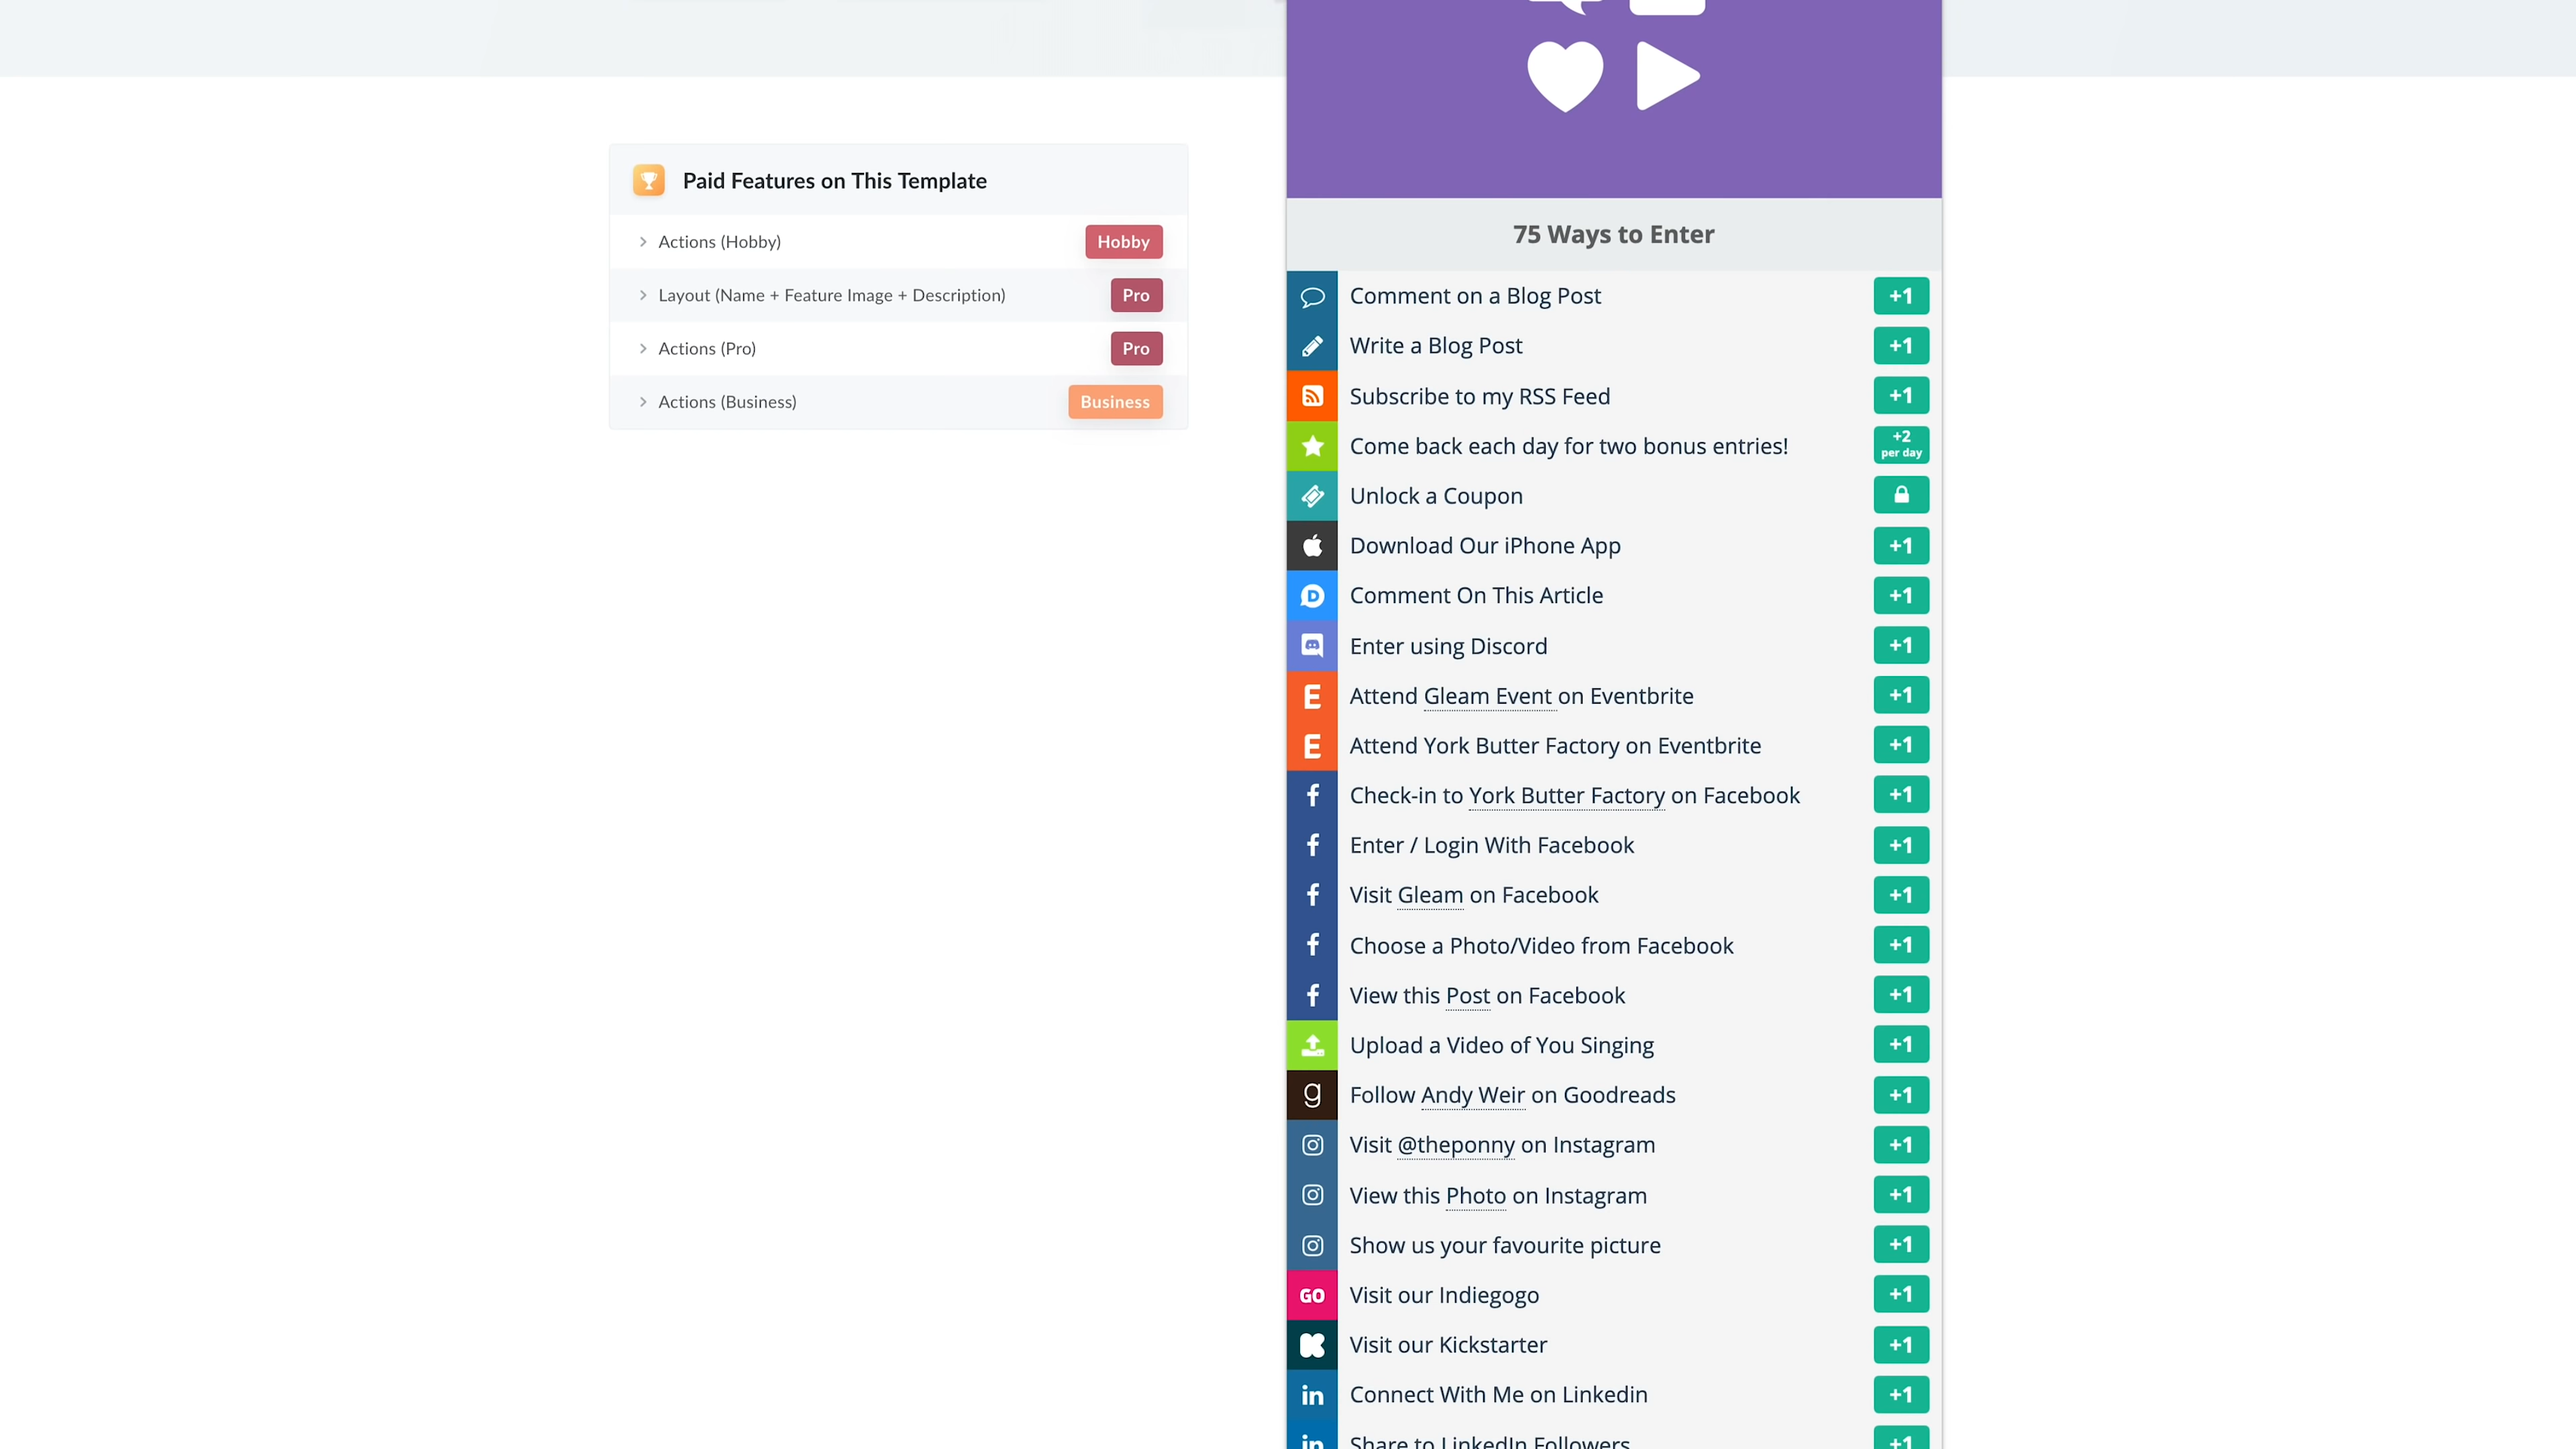 Paid Features on This Template
Actions (Hobby)
Hobby
Layout (Name + Feature Image + Description)
Pro
Actions (Pro)
Pro
Actions (Business)
Business
75 Ways to Enter
Comment on a Blog Post
+1
Write a Blog Post
+1
Subscribe to my RSS Feed
+1
Come back each day for two bonus entries!
+2
per day
Unlock a Coupon
Download Our iPhone App
+1
D
Comment On This Article
+1
Enter using Discord
+1
E
Attend Gleam Event on Eventbrite
+1
E
Attend York Butter Factory on Eventbrite
+1
f
Check-in to York Butter Factory on Facebook
+1
f
Enter / Login With Facebook
+1
f
Visit Gleam on Facebook
+1
f
Choose a Photo/Video from Facebook
+1
f
View this Post on Facebook
+1
Upload a Video of You Singing
+1
g
Follow Andy Weir on Goodreads
+1
Visit @theponny on Instagram
+1
View this Photo on Instagram
+1
Show us your favourite picture
+1
GO
Visit our Indiegogo
+1
K
Visit our Kickstarter
+1
in
Connect With Me on Linkedin
+1
in
Share to LinkedIn Followers
+1